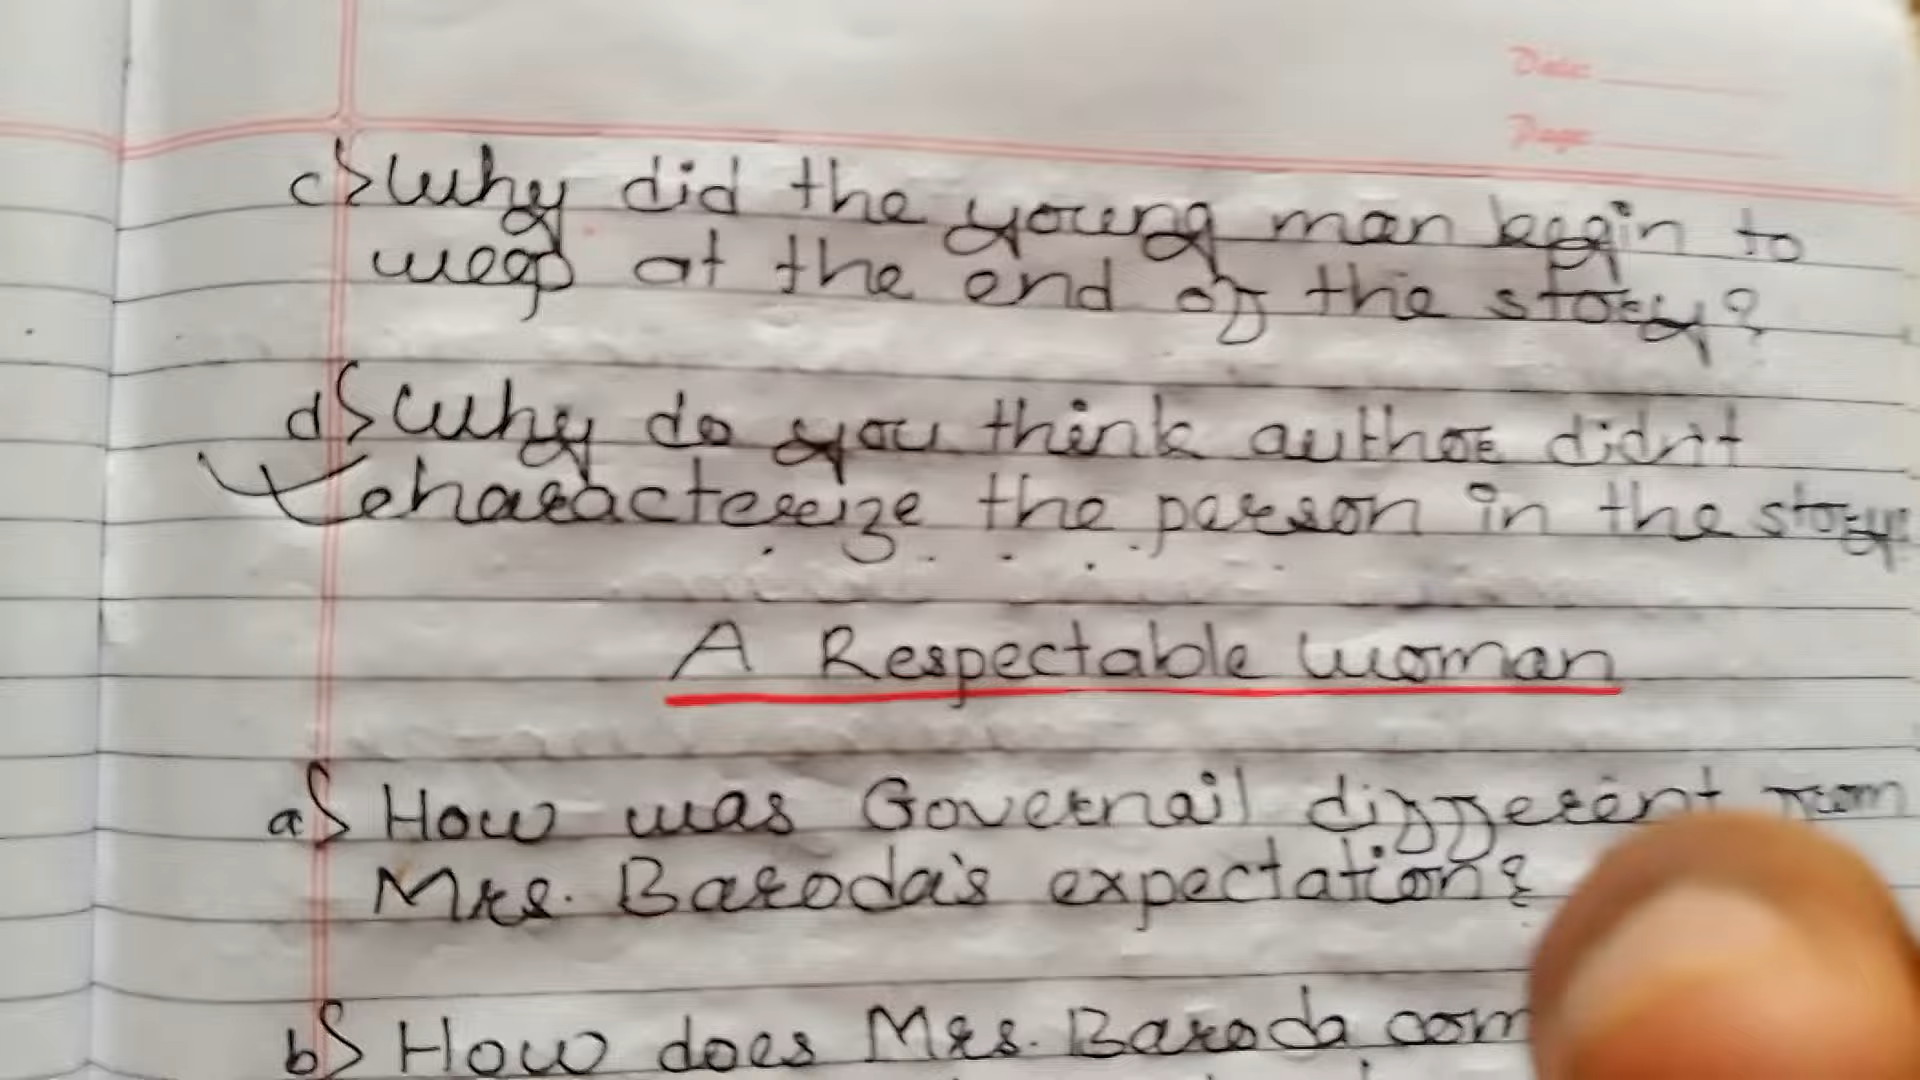 Date
Page
c) Why did the young man begin to
weep at the end of the story?
d) Why do you think author didn't
characterize the person in the story
A Respectable Woman
a) How was Governail different from
Mrs. Baroda's expectation?
b) How does Mrs. Baroda